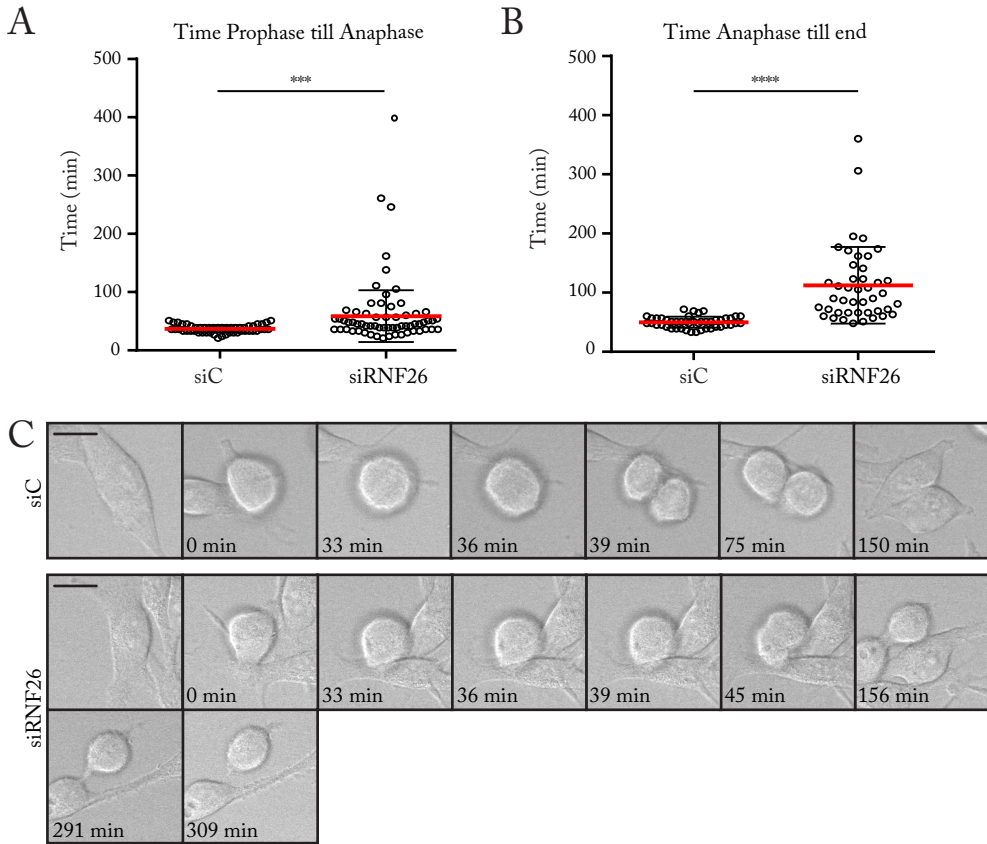 A
Time Prophase till Anaphase
500
400
300
200
100
0
Time (min)
***
siC
siRNF26
B
Time Anaphase till end
500
400
300
200
100
0
Time (min)
****
siC
siRNF26
C
siC
0 min
33 min
36 min
39 min
75 min
150 min
siRNF26
0 min
33 min
36 min
39 min
45 min
156 min
291 min
309 min